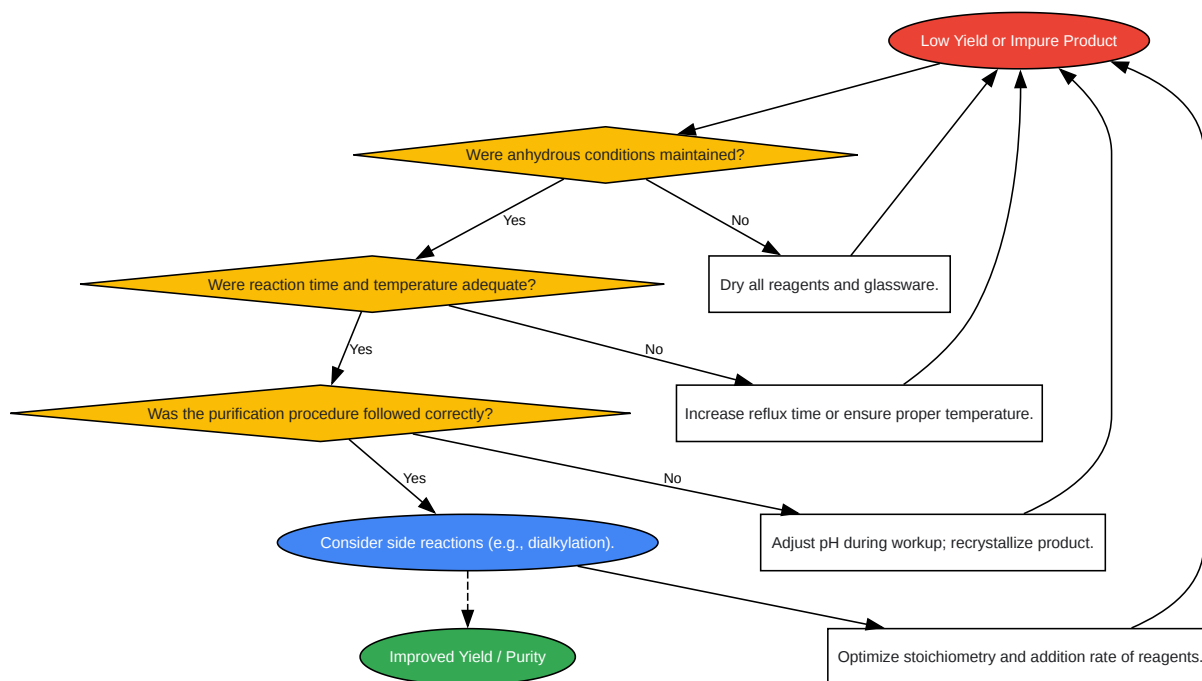 Low Yield or Impure Product
Were anhydrous conditions maintained?
Yes
No
Were reaction time and temperature adequate?
Dry all reagents and glassware.
Yes
No
Was the purification procedure followed correctly?
Increase reflux time or ensure proper temperature.
Yes
No
Consider side reactions (e.g., dialkylation).
Adjust pH during workup; recrystallize product.
Improved Yield / Purity
Optimize stoichiometry and addition rate of reagents.